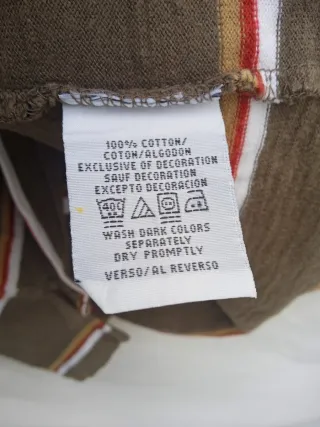 100% COTTON/
COTON/ALGODON
EXCLUSIVE OF DECORATION
SAUF DECORATION
EXCEPTO DECORACION
40C
WASH DARK COLORS
SEPARATELY
DRY PROMPTLY
VERSO/AL REVERSO